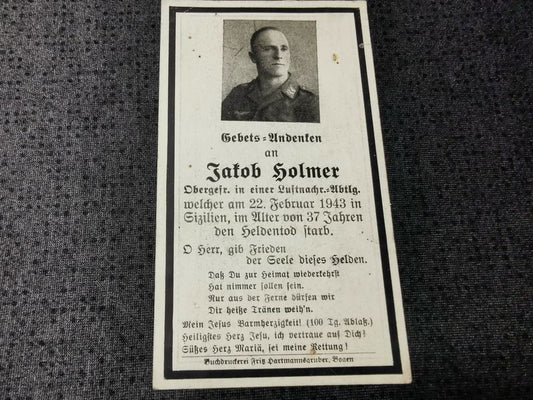 Gebets-Andenken
an
Jakob Holmer
Obergefr. in einer Luftnachr.-Abtlg.
welcher am 22. Februar 1943 in
Sizilien, im Alter von 37 Jahren
den Heldentod starb.
O Herr, gib Frieden
der Seele dieses Helden.
Daß Du zur Heimat wiederkehrst
Hat nimmer sollen sein.
Nur aus der Ferne dürfen wir
Dir heiße Tränen weih'n.
Mein Jesus Barmherzigkeit! (100 Tg. Ablaß.)
Heiligstes Herz Jesu, ich vertraue auf Dich!
Süßes Herz Mariä, sei meine Rettung!
Buchdruckerei Fritz Hartmannsgruber, Bogen